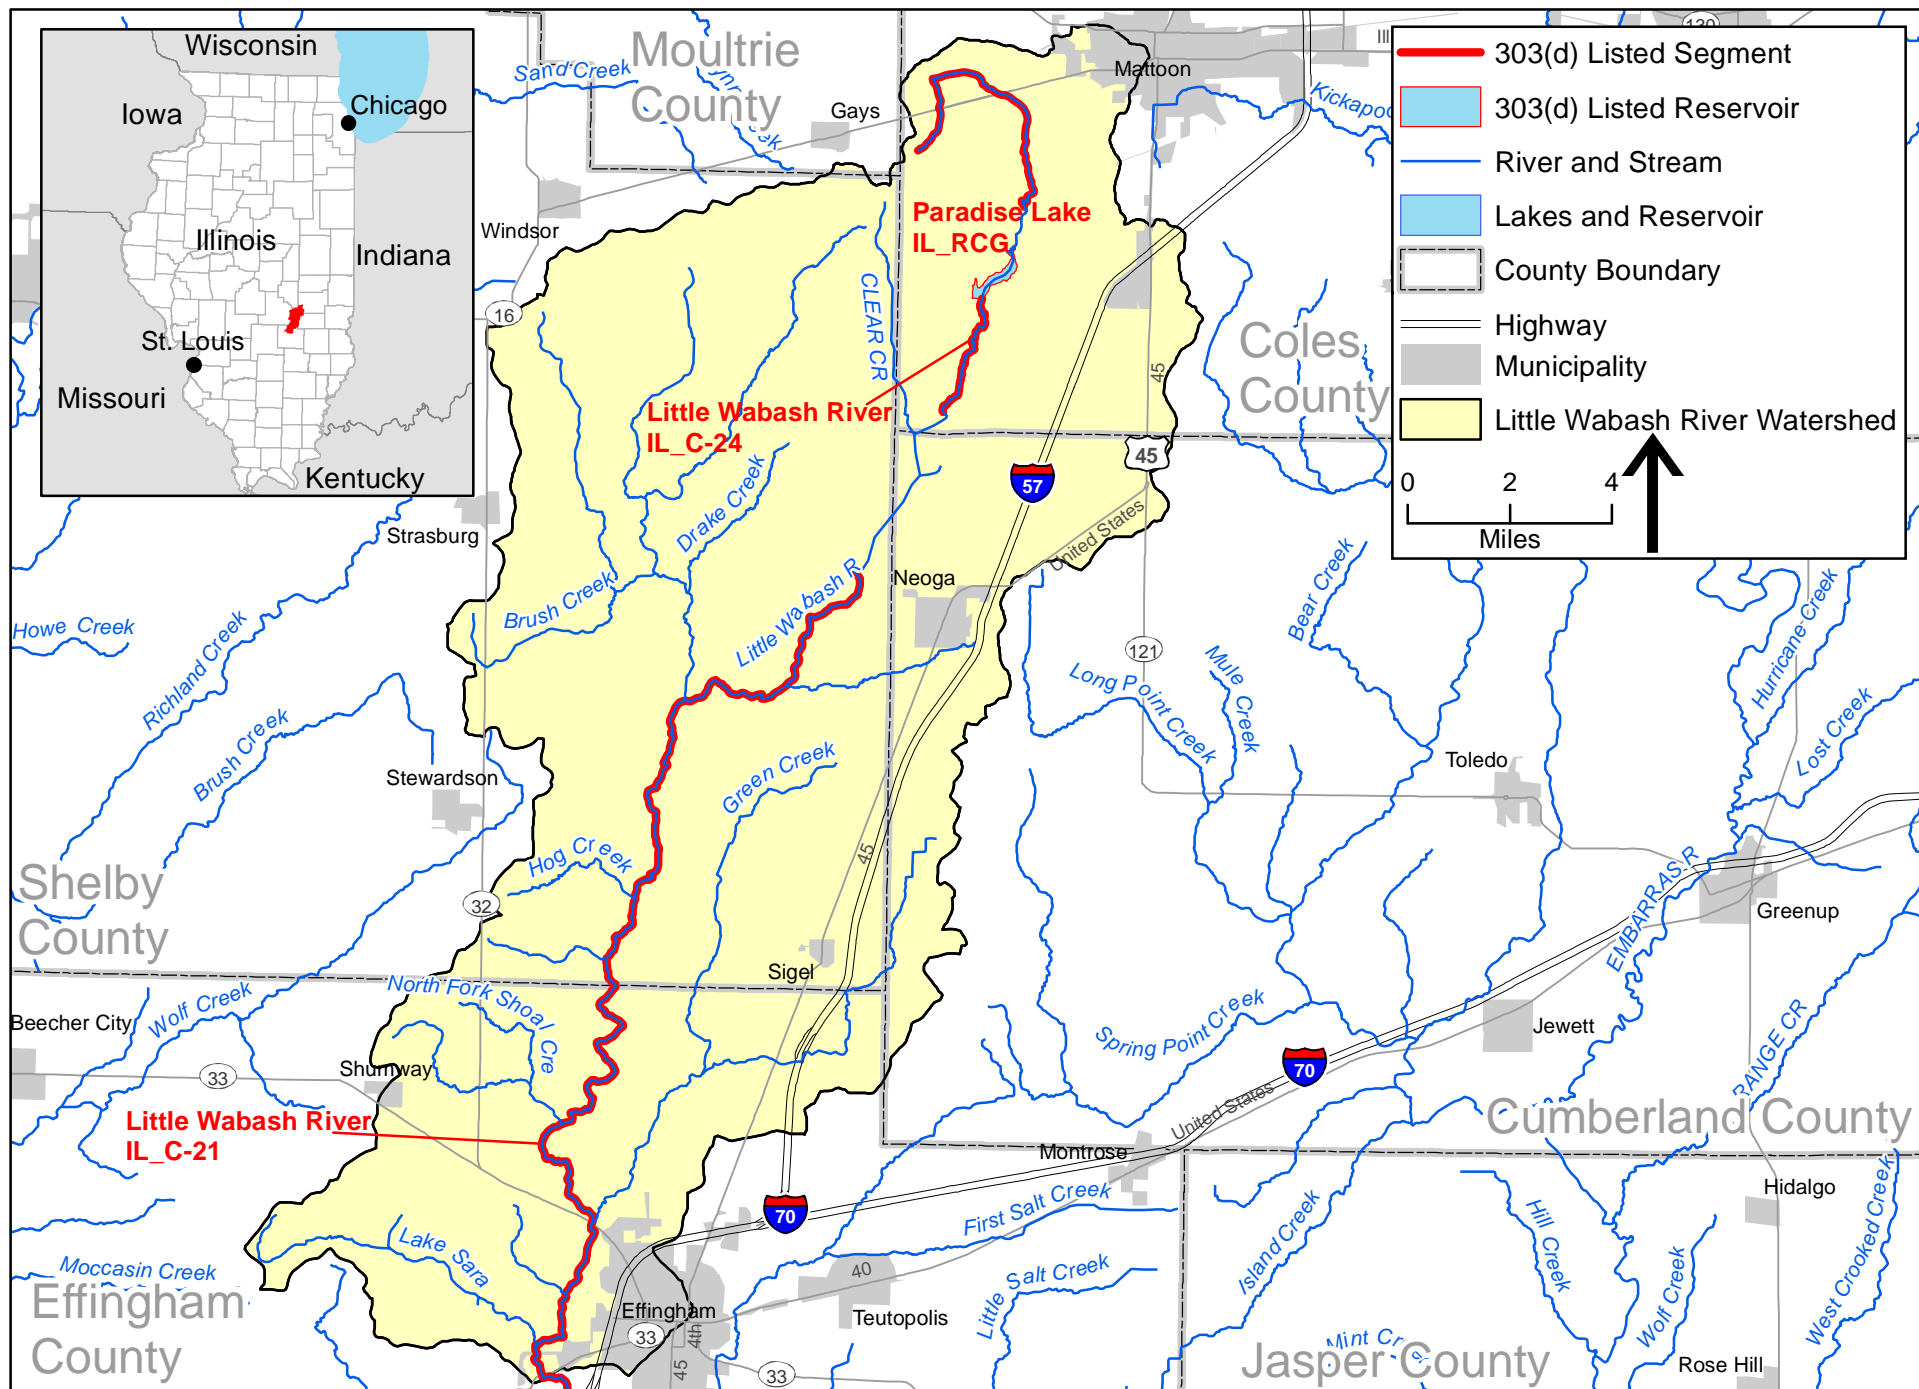 Wisconsin
Iowa
Chicago
Illinois
Indiana
St. Louis
Missouri
Kentucky
Moultrie
County
Sand Creek
Gays
Mattoon
Windsor
16
Paradise Lake
IL_RCG
CLEAR CR
Little Wabash River
IL_C-24
Coles
County
45
45
57
United States
303(d) Listed Segment
303(d) Listed Reservoir
River and Stream
Lakes and Reservoir
County Boundary
Highway
Municipality
Little Wabash River Watershed
0 2 4
Miles
130
Ill
Kickapoo
Strasburg
Drake Creek
Brush Creek
Little Wabash R
Neoga
Howe Creek
Richland Creek
Brush Creek
Stewardson
Green Creek
Hog Creek
Shelby
County
32
45
Sigel
121
Bear Creek
Mule Creek
Long Point Creek
Hurricane Creek
Lost Creek
Toledo
Greenup
EMBARRAS R
Jewett
RANGE CR
Spring Point Creek
70
United States
Cumberland County
North Fork Shoal Cre
Beecher City
Wolf Creek
33
Shumway
Little Wabash River
IL_C-21
Montrose
70
First Salt Creek
Lake Sara
Moccasin Creek
Effingham
County
Effingham
33
45
4th
33
40
Teutopolis
Little Salt Creek
Island Creek
Hill Creek
Hidalgo
Wolf Creek
West Crooked Creek
Jasper County
Rose Hill